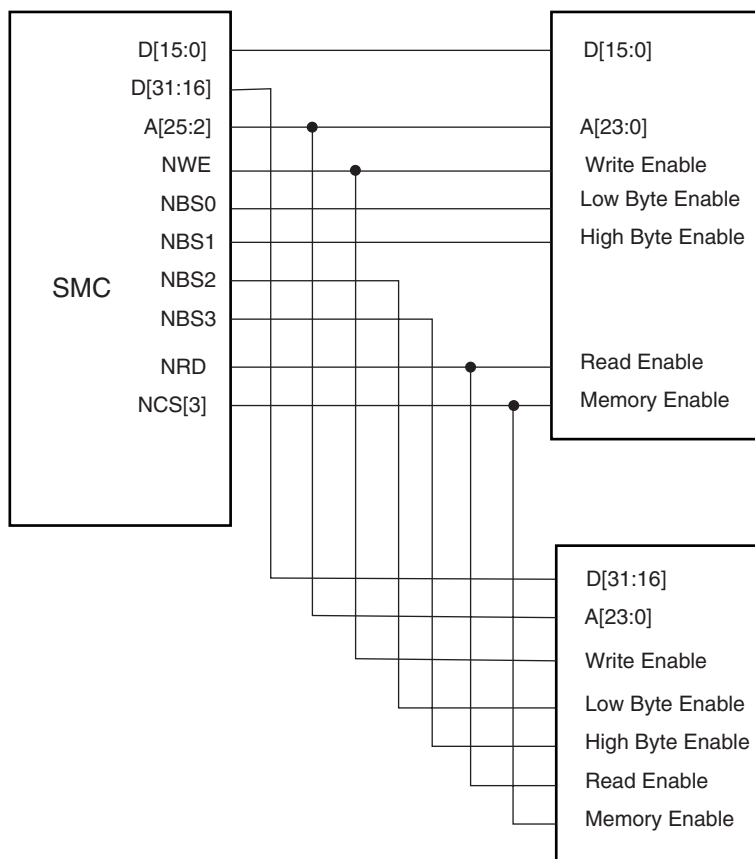 D[15:0]
D[31:16]
A[25:2]
NWE
NBS0
NBS1
NBS2
NBS3
NRD
NCS[3]
SMC
D[15:0]
A[23:0]
Write Enable
Low Byte Enable
High Byte Enable
Read Enable
Memory Enable
D[31:16]
A[23:0]
Write Enable
Low Byte Enable
High Byte Enable
Read Enable
Memory Enable